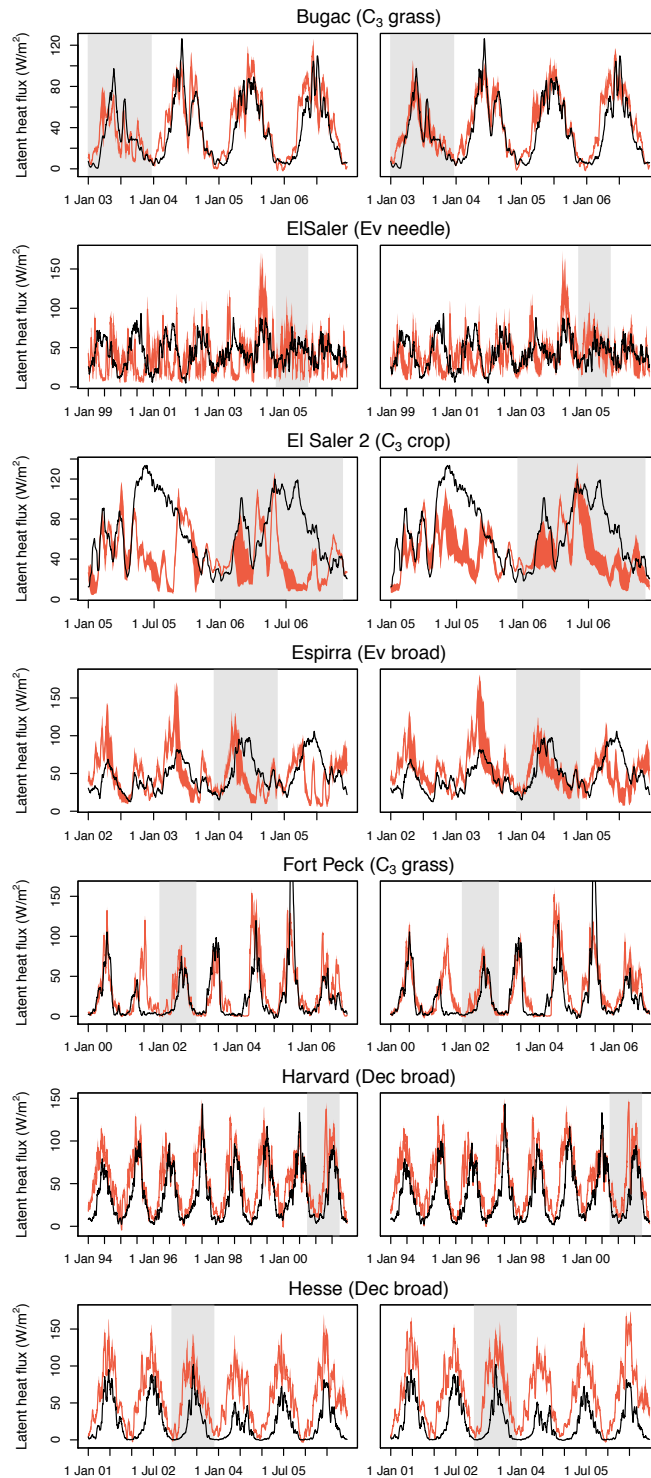 Bugac (C₃ grass)
Latent heat flux (W/m²)
0 40 80 120
1 Jan 03 1 Jan 04 1 Jan 05 1 Jan 06
1 Jan 03 1 Jan 04 1 Jan 05 1 Jan 06
ElSaler (Ev needle)
Latent heat flux (W/m²)
0 50 100 150
1 Jan 99 1 Jan 01 1 Jan 03 1 Jan 05
1 Jan 99 1 Jan 01 1 Jan 03 1 Jan 05
El Saler 2 (C₃ crop)
Latent heat flux (W/m²)
0 40 80 120
1 Jan 05 1 Jul 05 1 Jan 06 1 Jul 06
1 Jan 05 1 Jul 05 1 Jan 06 1 Jul 06
Espirra (Ev broad)
Latent heat flux (W/m²)
0 50 100 150
1 Jan 02 1 Jan 03 1 Jan 04 1 Jan 05
1 Jan 02 1 Jan 03 1 Jan 04 1 Jan 05
Fort Peck (C₃ grass)
Latent heat flux (W/m²)
0 50 100 150
1 Jan 00 1 Jan 02 1 Jan 04 1 Jan 06
1 Jan 00 1 Jan 02 1 Jan 04 1 Jan 06
Harvard (Dec broad)
Latent heat flux (W/m²)
0 50 100 150
1 Jan 94 1 Jan 96 1 Jan 98 1 Jan 00
1 Jan 94 1 Jan 96 1 Jan 98 1 Jan 00
Hesse (Dec broad)
Latent heat flux (W/m²)
0 50 100 150
1 Jan 01 1 Jul 02 1 Jan 04 1 Jul 05
1 Jan 01 1 Jul 02 1 Jan 04 1 Jul 05